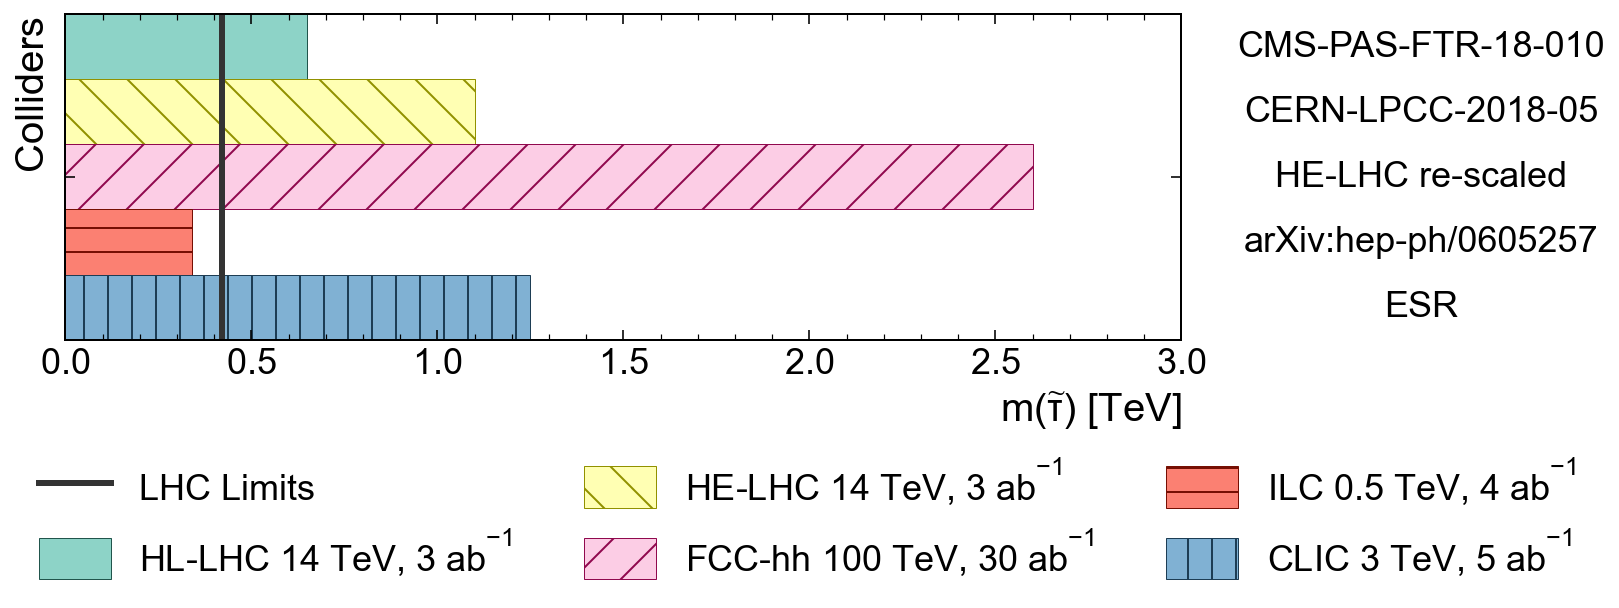 Colliders
CMS-PAS-FTR-18-010
CERN-LPCC-2018-05
HE-LHC re-scaled
arXiv:hep-ph/0605257
ESR
0.0 0.5 1.0 1.5 2.0 2.5 3.0
m(τ̃) [TeV]
LHC Limits
HL-LHC 14 TeV, 3 ab⁻¹
HE-LHC 14 TeV, 3 ab⁻¹
FCC-hh 100 TeV, 30 ab⁻¹
ILC 0.5 TeV, 4 ab⁻¹
CLIC 3 TeV, 5 ab⁻¹